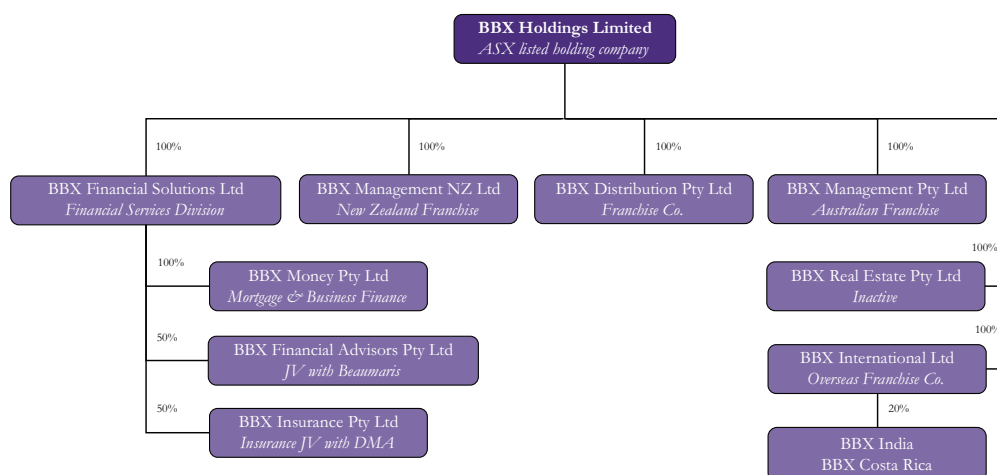 BBX Holdings Limited
ASX listed holding company
100%
100%
100%
100%
BBX Financial Solutions Ltd
Financial Services Division
BBX Management NZ Ltd
New Zealand Franchise
BBX Distribution Pty Ltd
Franchise Co.
BBX Management Pty Ltd
Australian Franchise
100%
BBX Money Pty Ltd
Mortgage & Business Finance
100%
BBX Real Estate Pty Ltd
Inactive
50%
BBX Financial Advisors Pty Ltd
JV with Beaumaris
100%
BBX International Ltd
Overseas Franchise Co.
50%
BBX Insurance Pty Ltd
Insurance JV with DMA
20%
BBX India
BBX Costa Rica